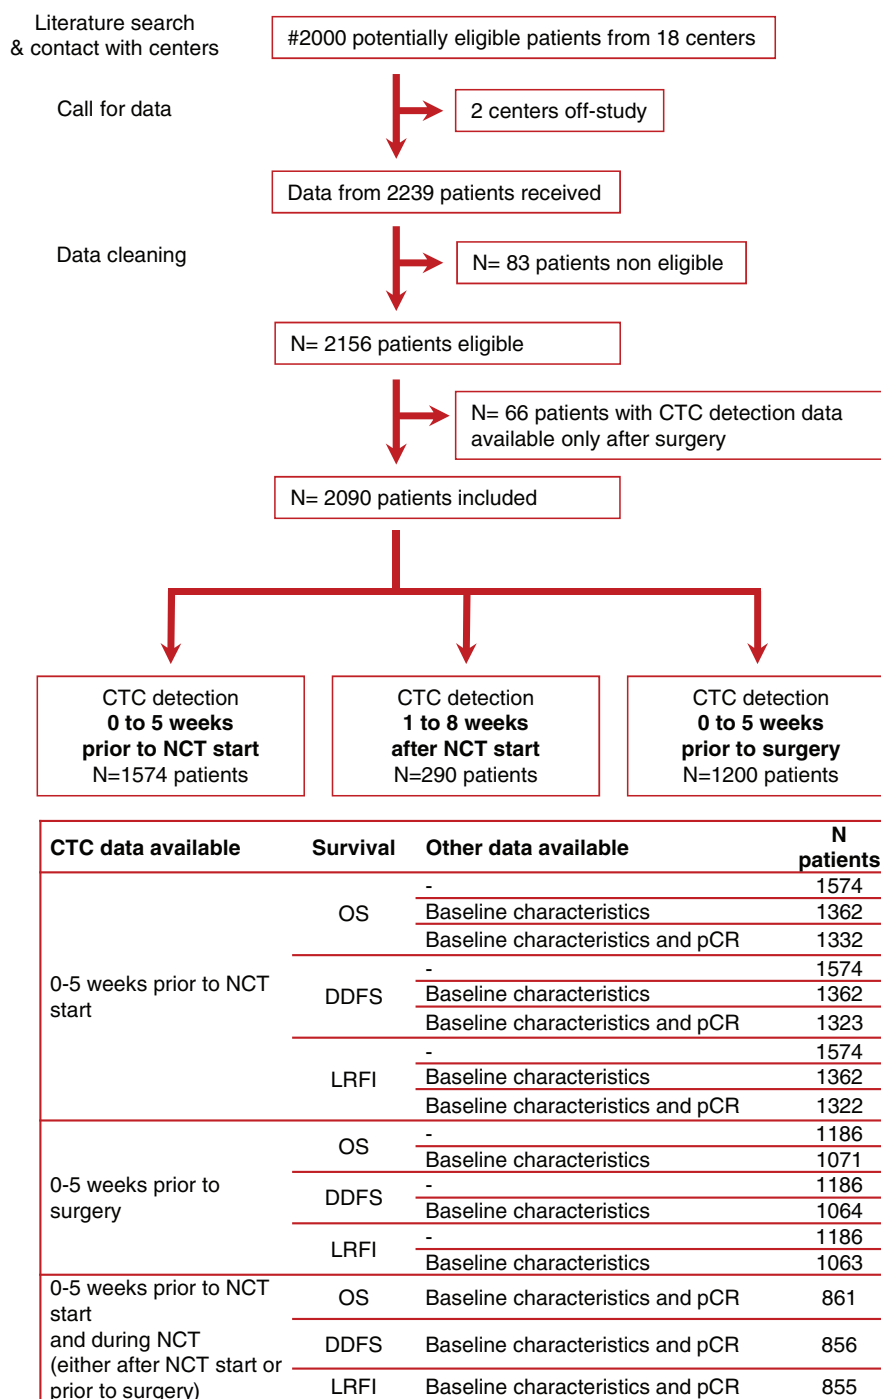 Literature search
& contact with centers
#2000 potentially eligible patients from 18 centers
Call for data
2 centers off-study
Data from 2239 patients received
Data cleaning
N= 83 patients non eligible
N= 2156 patients eligible
N= 66 patients with CTC detection data
available only after surgery
N= 2090 patients included
CTC detection
0 to 5 weeks
prior to NCT start
N=1574 patients
CTC detection
1 to 8 weeks
after NCT start
N=290 patients
CTC detection
0 to 5 weeks
prior to surgery
N=1200 patients
CTC data available Survival Other data available N patients
0-5 weeks prior to NCT
start
OS
- 1574
Baseline characteristics 1362
Baseline characteristics and pCR 1332
DDFS
- 1574
Baseline characteristics 1362
Baseline characteristics and pCR 1323
LRFI
- 1574
Baseline characteristics 1362
Baseline characteristics and pCR 1322
0-5 weeks prior to
surgery
OS
- 1186
Baseline characteristics 1071
DDFS
- 1186
Baseline characteristics 1064
LRFI
- 1186
Baseline characteristics 1063
0-5 weeks prior to NCT
start
and during NCT
(either after NCT start or
prior to surgery)
OS Baseline characteristics and pCR 861
DDFS Baseline characteristics and pCR 856
LRFI Baseline characteristics and pCR 855